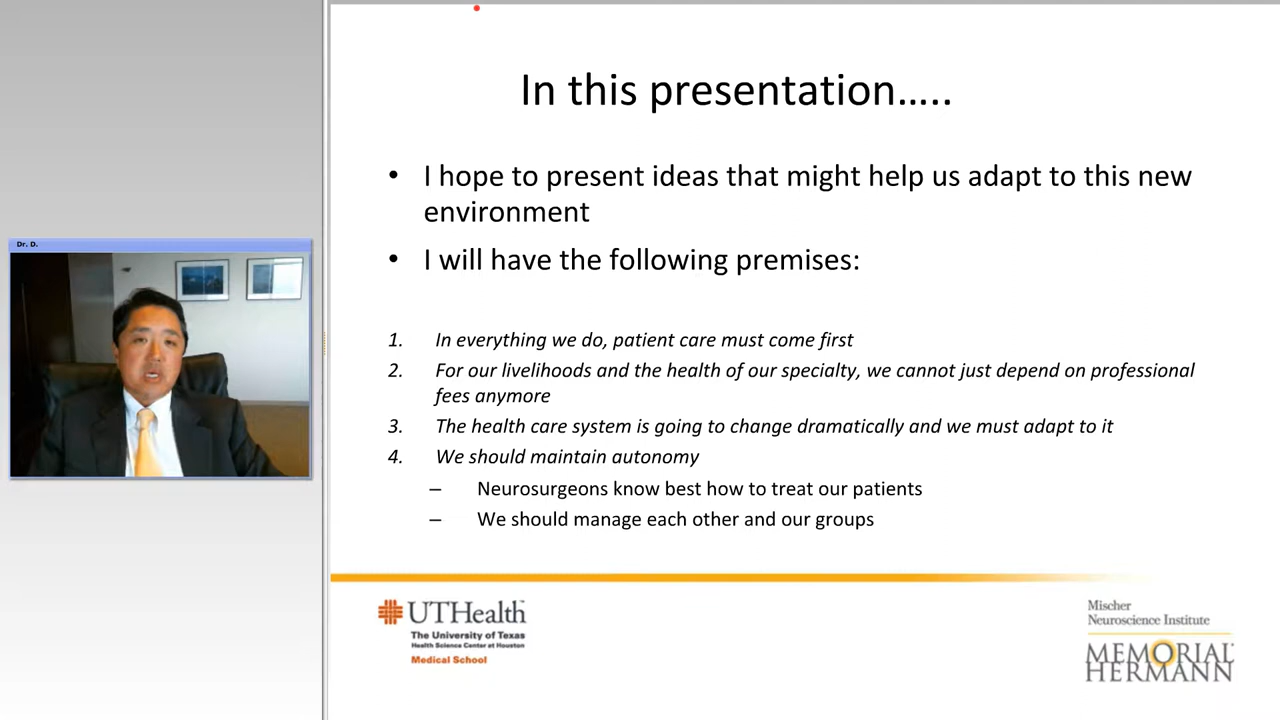 In this presentation.....
Dr. D.
• I hope to present ideas that might help us adapt to this new
environment
• I will have the following premises:
1. In everything we do, patient care must come first
2. For our livelihoods and the health of our specialty, we cannot just depend on professional
fees anymore
3. The health care system is going to change dramatically and we must adapt to it
4. We should maintain autonomy
– Neurosurgeons know best how to treat our patients
– We should manage each other and our groups
UTHealth™
The University of Texas
Health Science Center at Houston
Medical School
Mischer
Neuroscience Institute
MEMORIAL
HERMANN